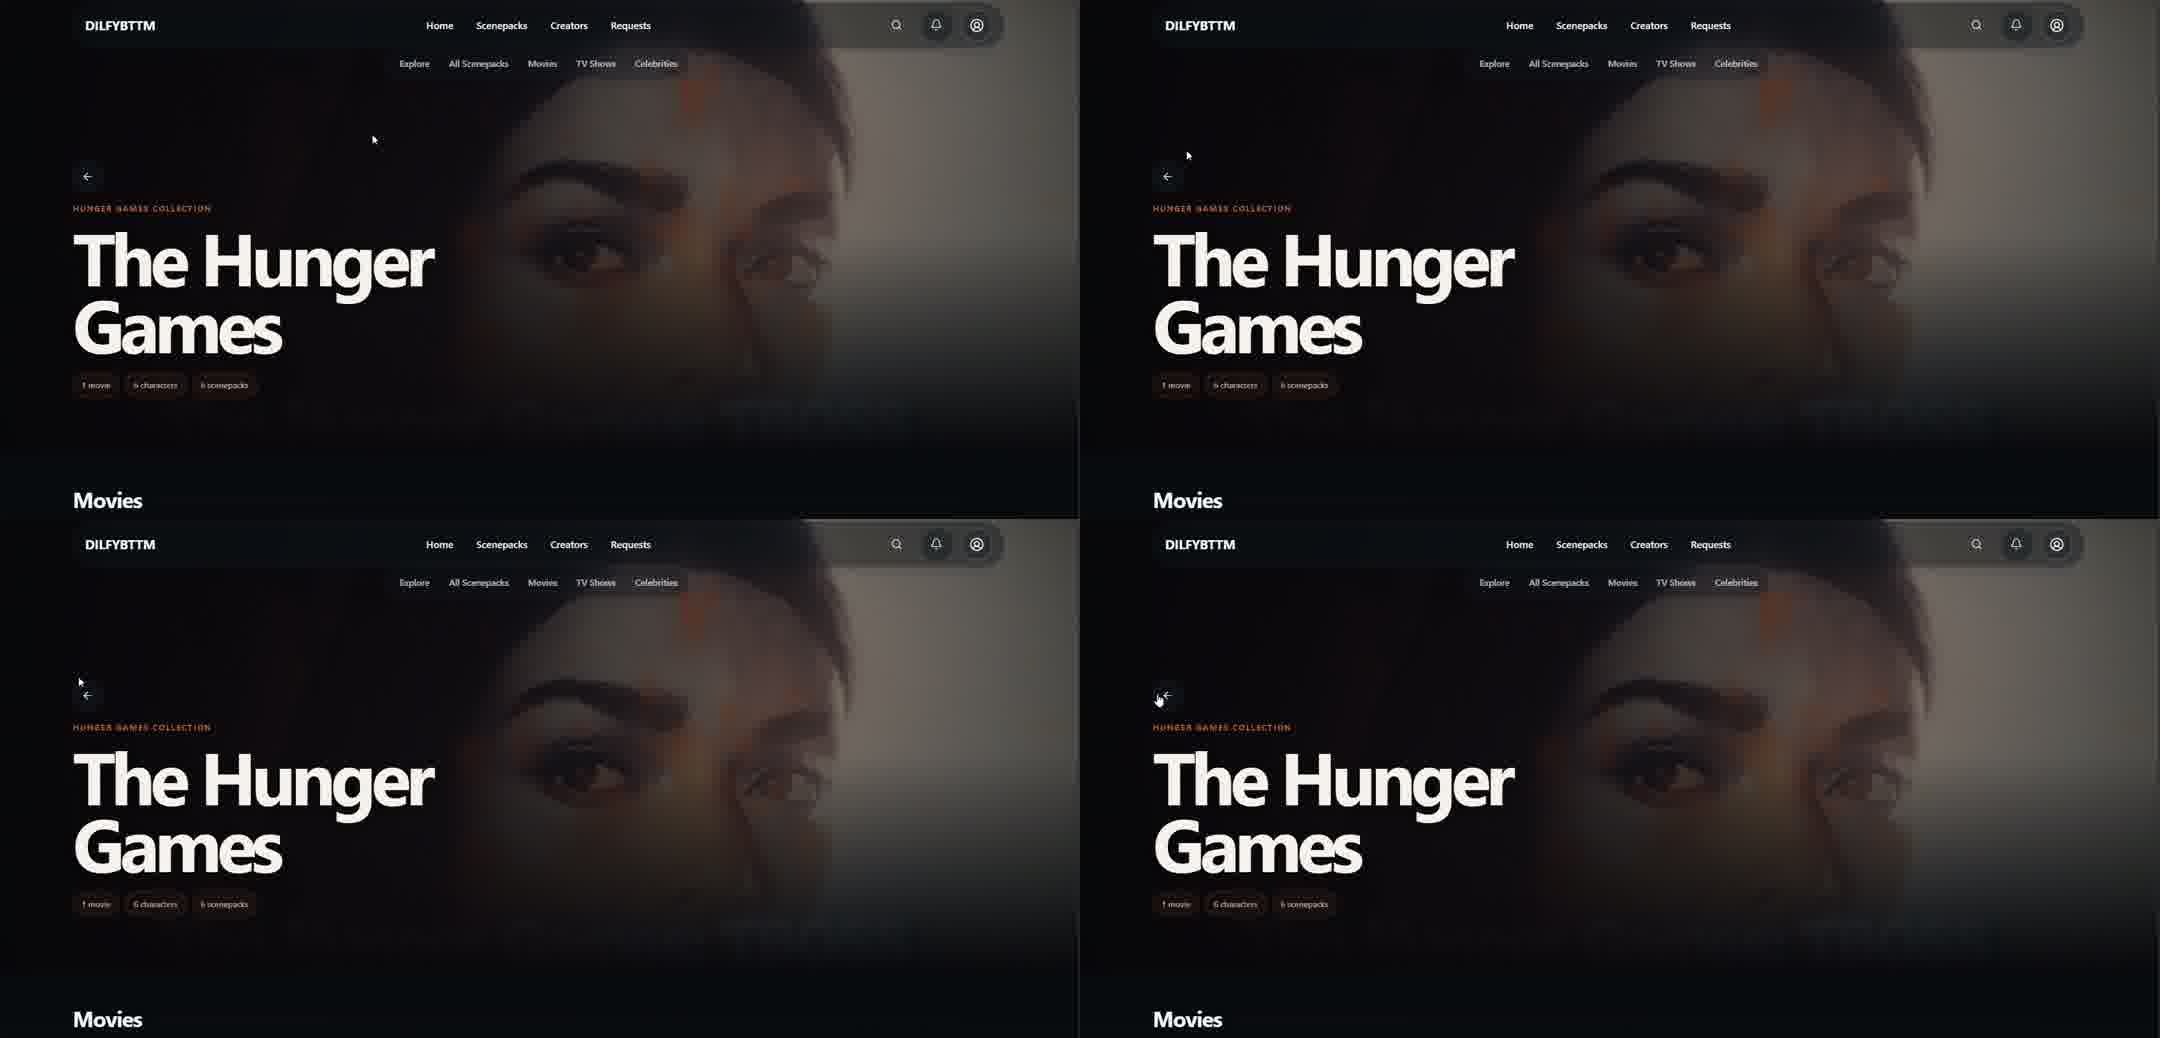 DILFYBTTM Home Scenepacks Creators Requests
Explore All Scenepacks Movies TV Shows Celebrities
HUNGER GAMES COLLECTION
The Hunger
Games
1 movie 6 characters 6 scenepacks
Movies
DILFYBTTM Home Scenepacks Creators Requests
Explore All Scenepacks Movies TV Shows Celebrities
HUNGER GAMES COLLECTION
The Hunger
Games
1 movie 6 characters 6 scenepacks
Movies
DILFYBTTM Home Scenepacks Creators Requests
Explore All Scenepacks Movies TV Shows Celebrities
HUNGER GAMES COLLECTION
The Hunger
Games
1 movie 6 characters 6 scenepacks
Movies
DILFYBTTM Home Scenepacks Creators Requests
Explore All Scenepacks Movies TV Shows Celebrities
HUNGER GAMES COLLECTION
The Hunger
Games
1 movie 6 characters 6 scenepacks
Movies